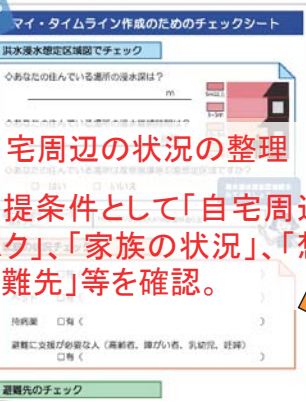 マイ・タイムライン作成のためのチェックシート
洪水浸水想定区域図でチェック
◇あなたの住んでいる場所の浸水深は？
m
宅周辺の状況の整理
□ はい □ いいえ
提条件として「自宅周辺
ク」、「家族の状況」、「想
難先」等を確認。
持病薬 □有（ ）
避難に支援が必要な人（高齢者、障がい者、乳幼児、妊婦）
□有（ ）
避難先のチェック